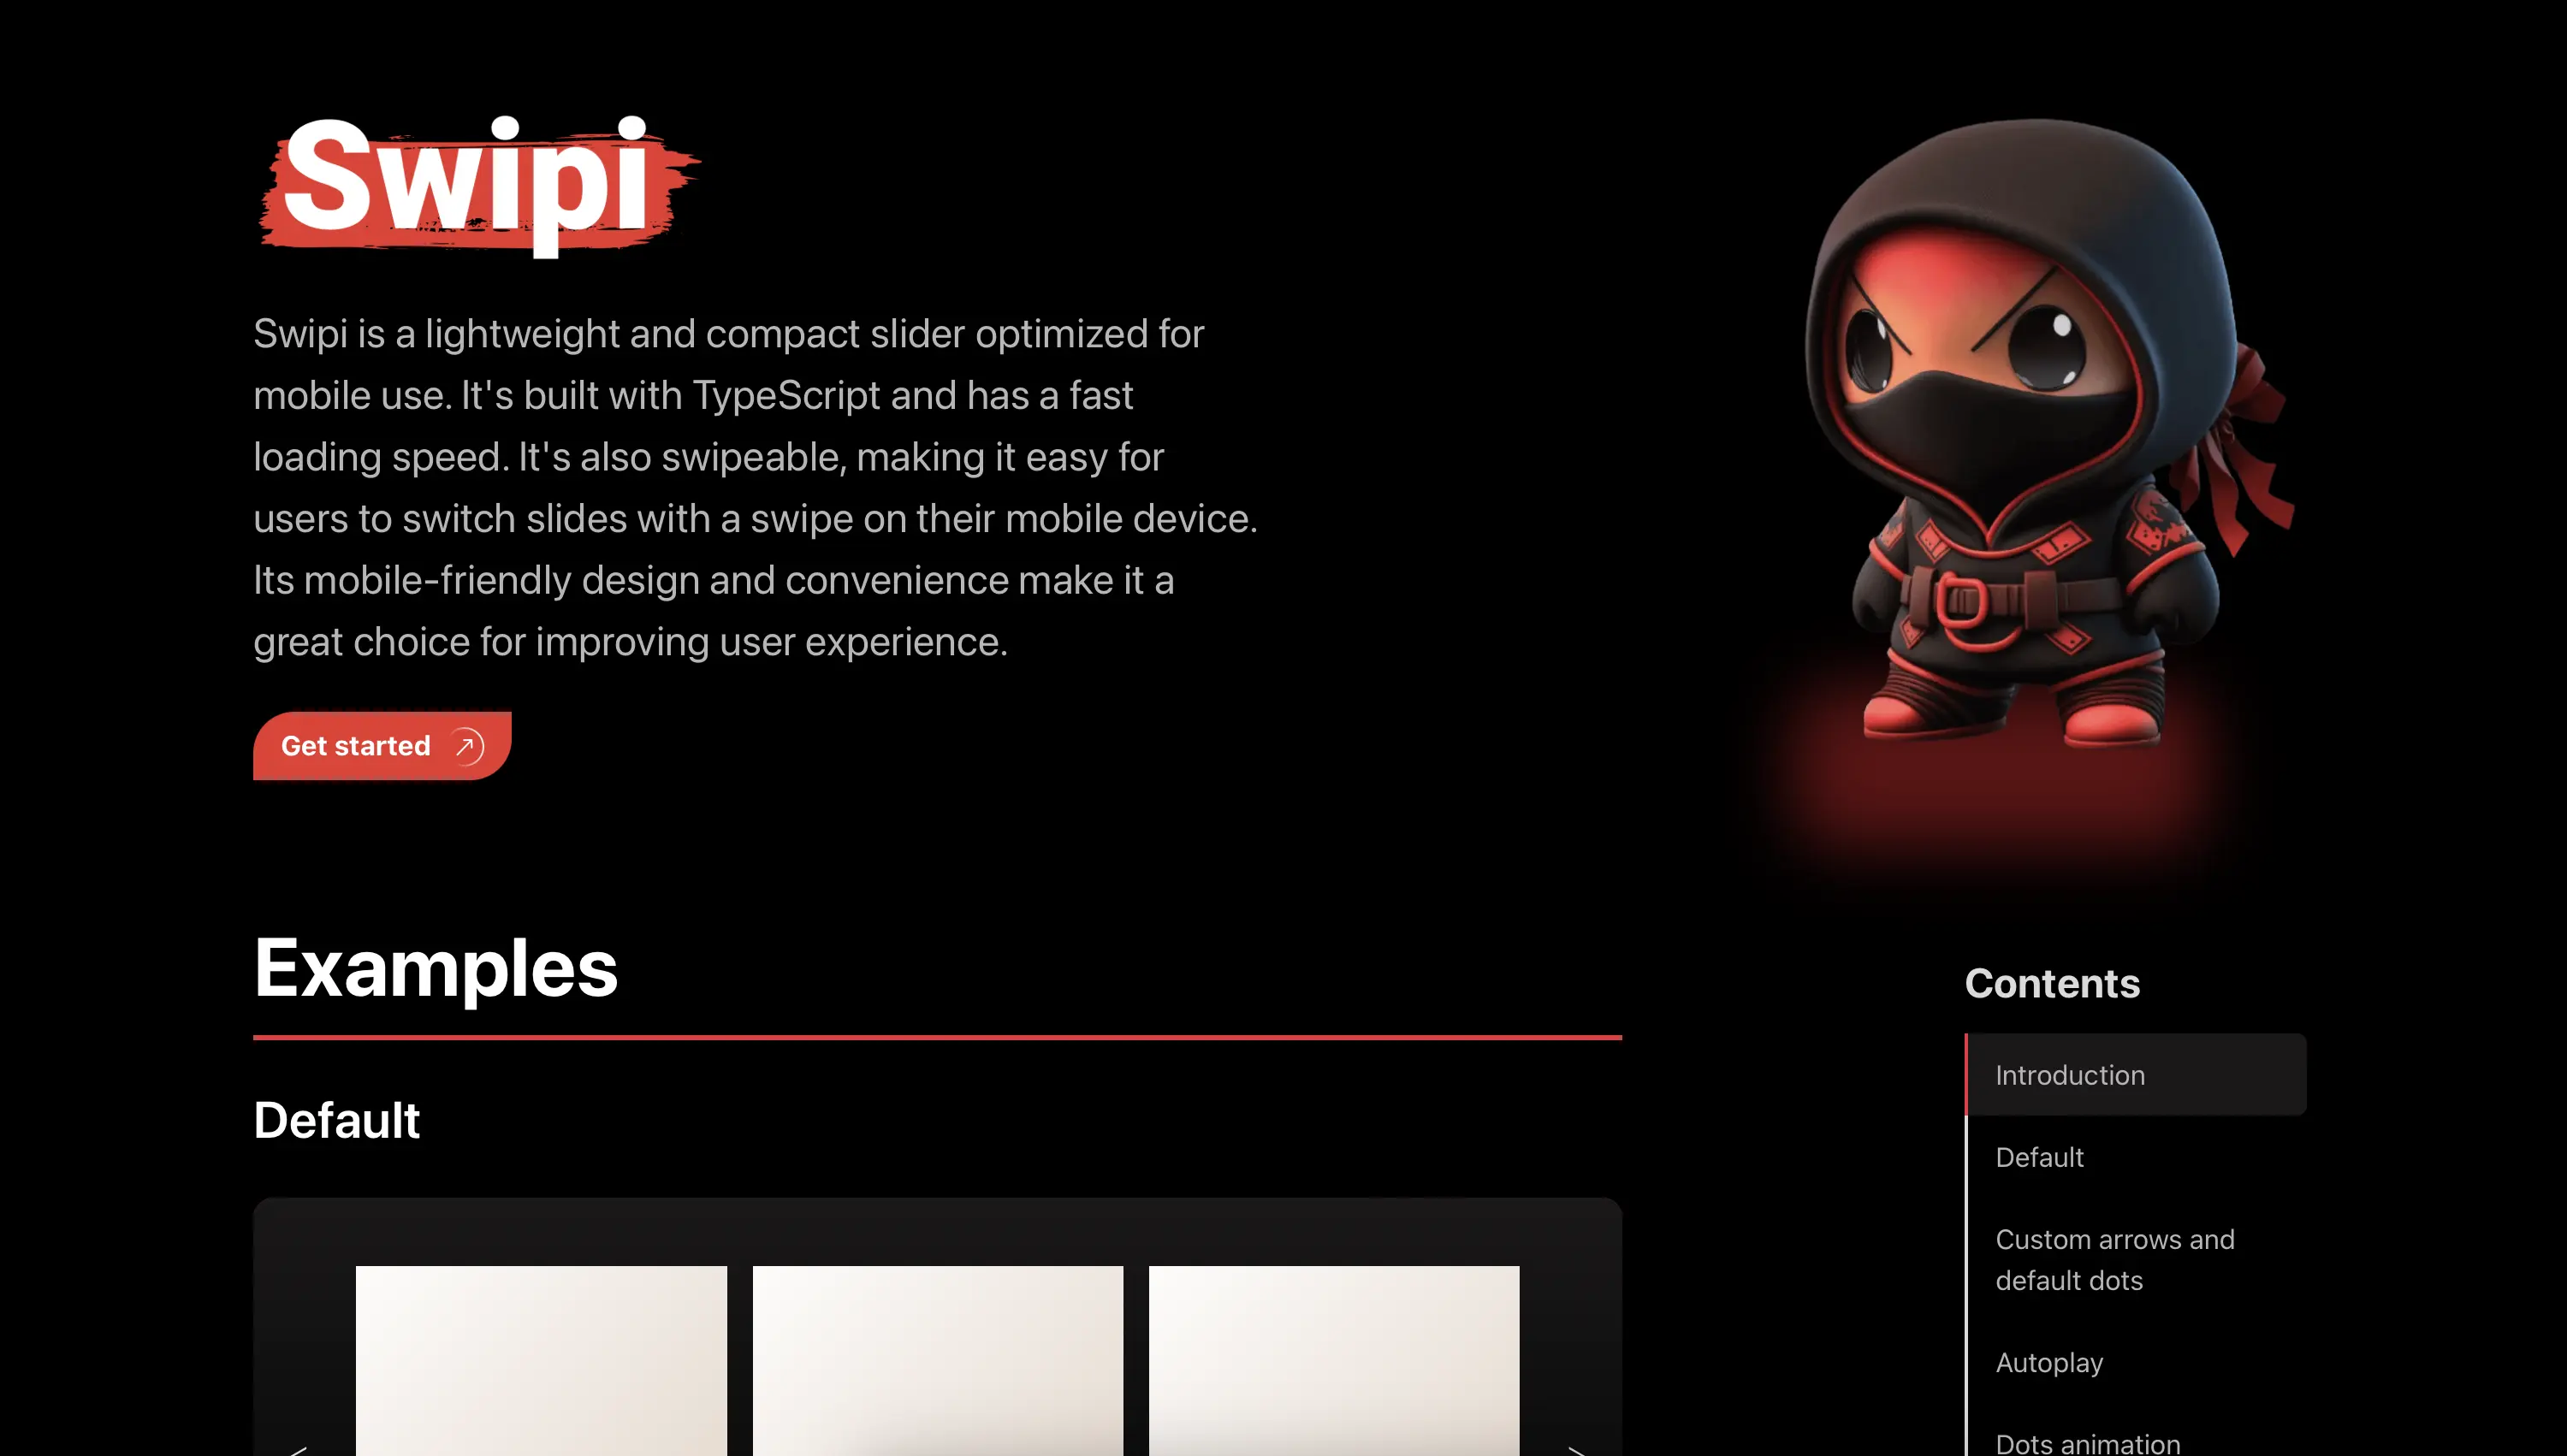 Swipi
Swipi is a lightweight and compact slider optimized for
mobile use. It's built with TypeScript and has a fast
loading speed. It's also swipeable, making it easy for
users to switch slides with a swipe on their mobile device.
Its mobile-friendly design and convenience make it a
great choice for improving user experience.
Get started
Examples
Default
Contents
Introduction
Default
Custom arrows and
default dots
Autoplay
Dots animation